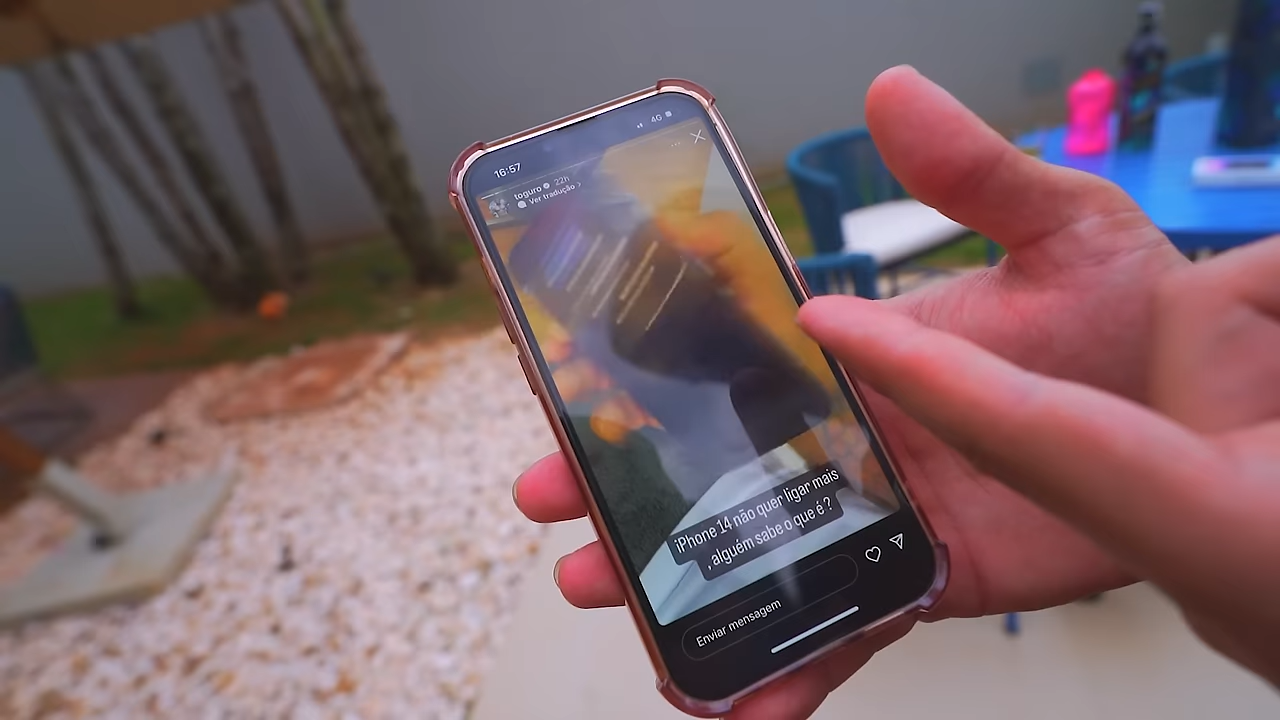 16:57
4G
toguro 22h
Ver tradução
iPhone 14 não quer ligar mais
, alguém sabe o que é ?
Enviar mensagem